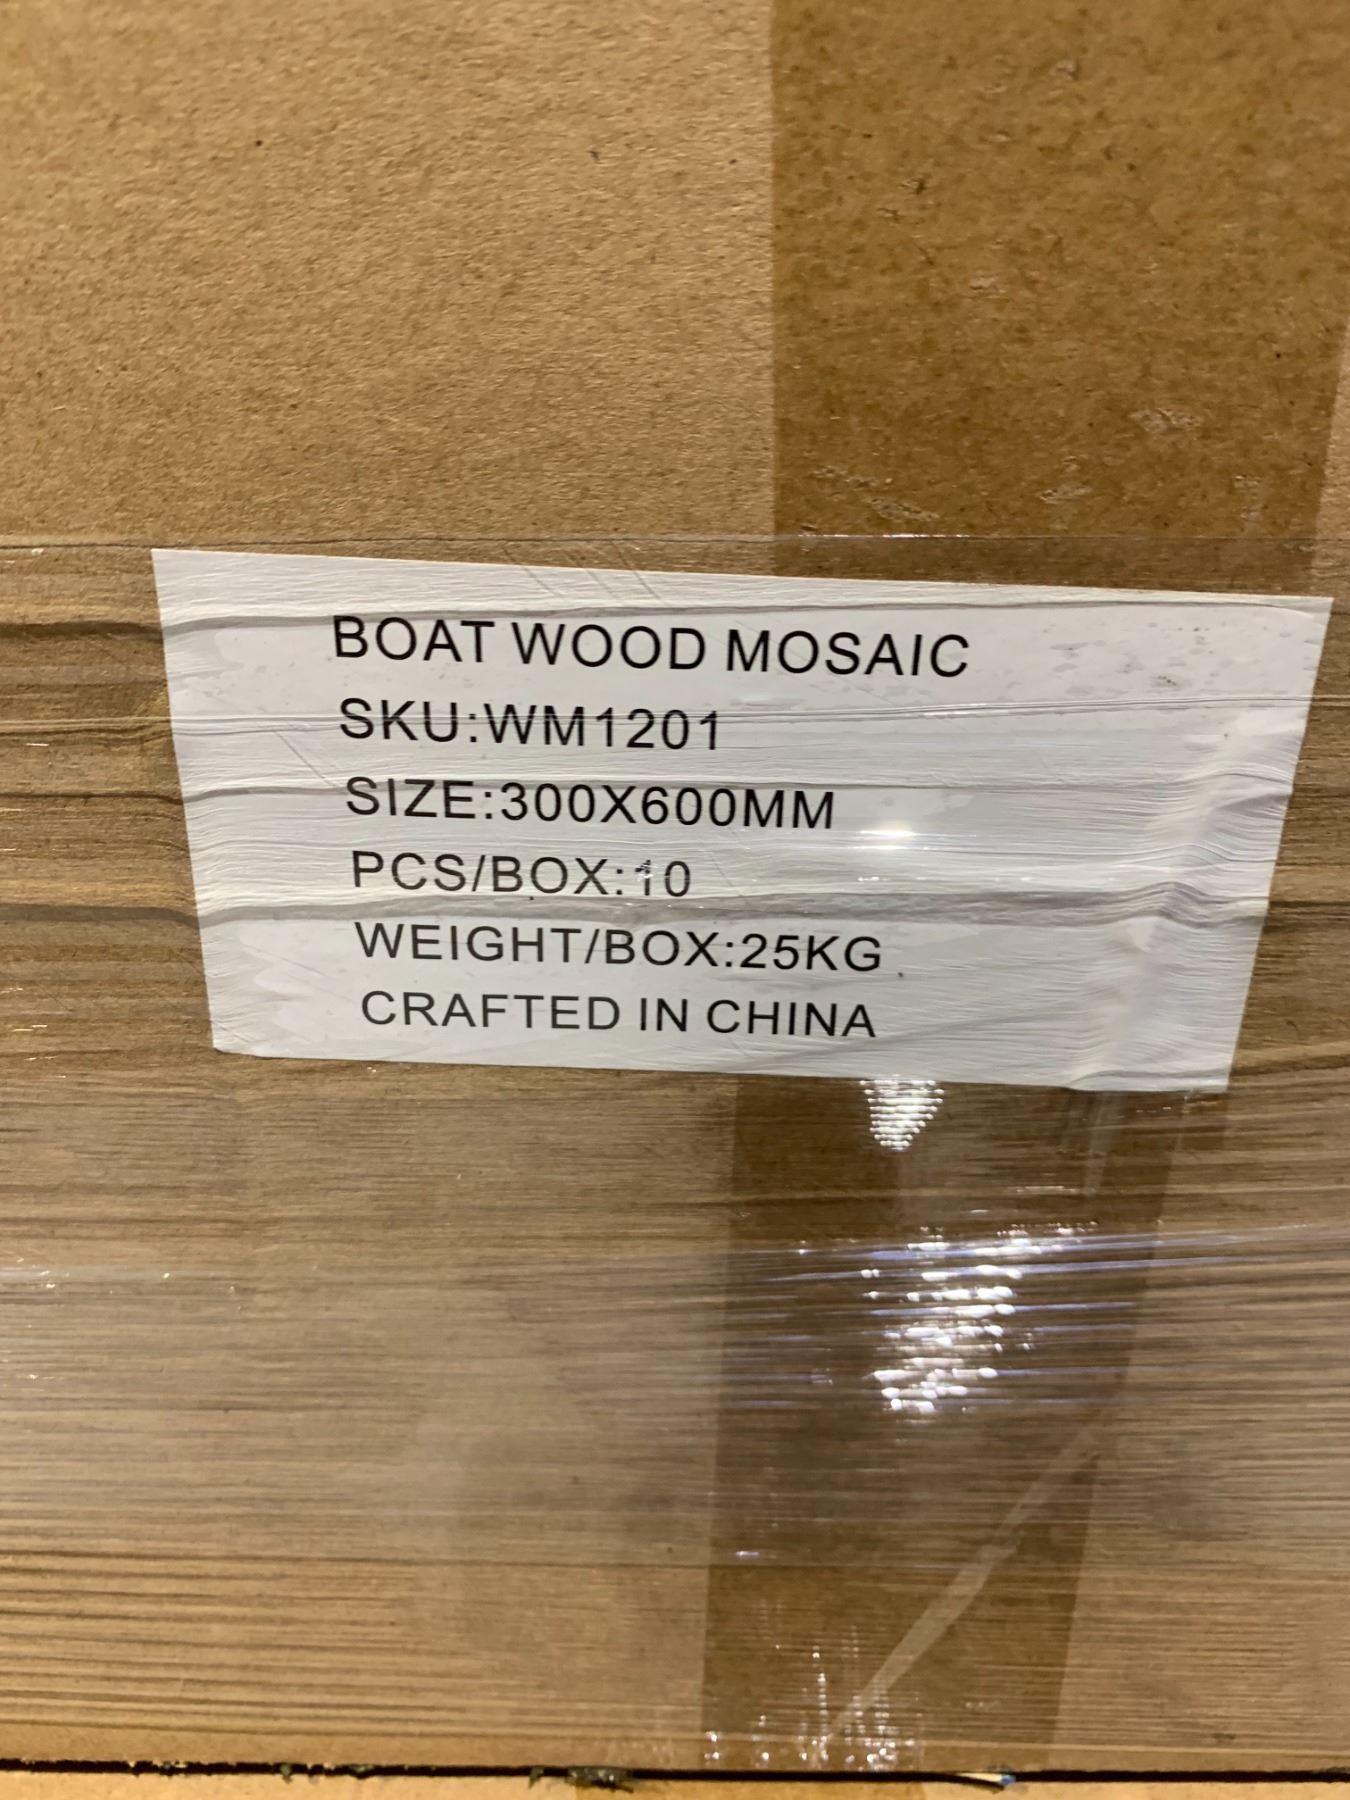 BOAT WOOD MOSAIC
SKU:WM1201
SIZE:300X600MM
PCS/BOX:10
WEIGHT/BOX:25KG
CRAFTED IN CHINA